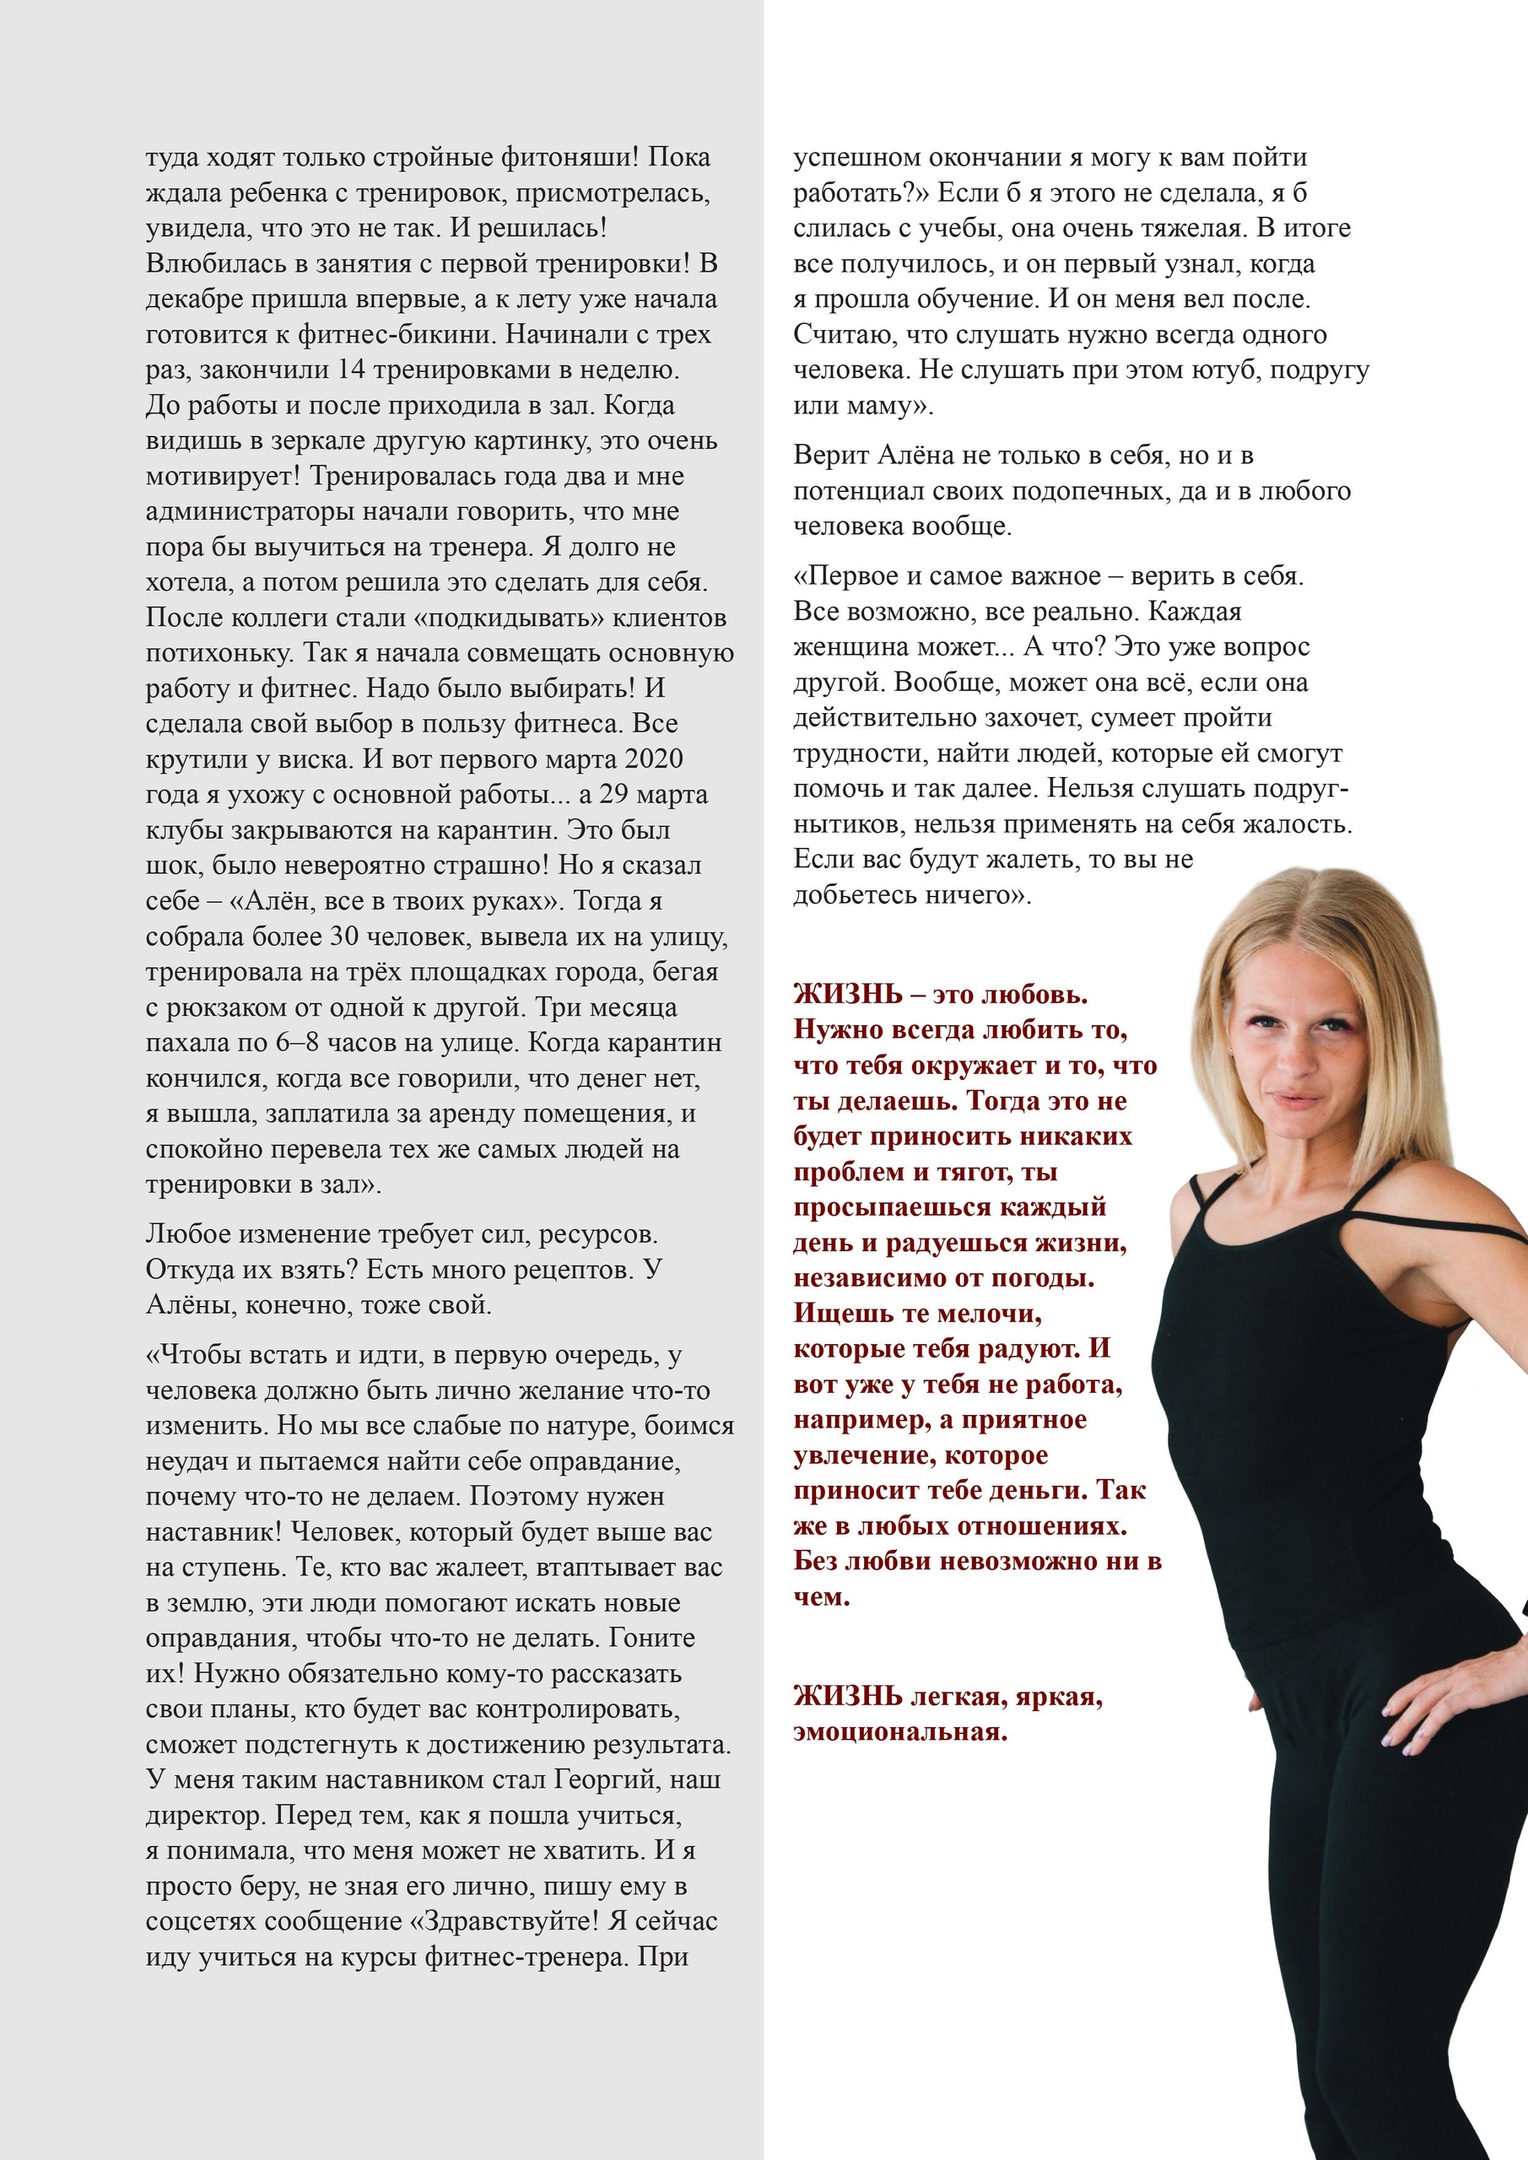 туда ходят только стройные фитоняши! Пока
ждала ребенка с тренировок, присмотрелась,
увидела, что это не так. И решилась!
Влюбилась в занятия с первой тренировки! В
декабре пришла впервые, а к лету уже начала
готовится к фитнес-бикини. Начинали с трех
раз, закончили 14 тренировками в неделю.
До работы и после приходила в зал. Когда
видишь в зеркале другую картинку, это очень
мотивирует! Тренировалась года два и мне
администраторы начали говорить, что мне
пора бы выучиться на тренера. Я долго не
хотела, а потом решила это сделать для себя.
После коллеги стали «подкидывать» клиентов
потихоньку. Так я начала совмещать основную
работу и фитнес. Надо было выбирать! И
сделала свой выбор в пользу фитнеса. Все
крутили у виска. И вот первого марта 2020
года я ухожу с основной работы... а 29 марта
клубы закрываются на карантин. Это был
шок, было невероятно страшно! Но я сказал
себе – «Алён, все в твоих руках». Тогда я
собрала более 30 человек, вывела их на улицу,
тренировала на трёх площадках города, бегая
с рюкзаком от одной к другой. Три месяца
пахала по 6–8 часов на улице. Когда карантин
кончился, когда все говорили, что денег нет,
я вышла, заплатила за аренду помещения, и
спокойно перевела тех же самых людей на
тренировки в зал».
Любое изменение требует сил, ресурсов.
Откуда их взять? Есть много рецептов. У
Алёны, конечно, тоже свой.
«Чтобы встать и идти, в первую очередь, у
человека должно быть лично желание что-то
изменить. Но мы все слабые по натуре, боимся
неудач и пытаемся найти себе оправдание,
почему что-то не делаем. Поэтому нужен
наставник! Человек, который будет выше вас
на ступень. Те, кто вас жалеет, втаптывает вас
в землю, эти люди помогают искать новые
оправдания, чтобы что-то не делать. Гоните
их! Нужно обязательно кому-то рассказать
свои планы, кто будет вас контролировать,
сможет подстегнуть к достижению результата.
У меня таким наставником стал Георгий, наш
директор. Перед тем, как я пошла учиться,
я понимала, что меня может не хватить. И я
просто беру, не зная его лично, пишу ему в
соцсетях сообщение «Здравствуйте! Я сейчас
иду учиться на курсы фитнес-тренера. При
успешном окончании я могу к вам пойти
работать?» Если б я этого не сделала, я б
слилась с учебы, она очень тяжелая. В итоге
все получилось, и он первый узнал, когда
я прошла обучение. И он меня вел после.
Считаю, что слушать нужно всегда одного
человека. Не слушать при этом ютуб, подругу
или маму».
Верит Алёна не только в себя, но и в
потенциал своих подопечных, да и в любого
человека вообще.
«Первое и самое важное – верить в себя.
Все возможно, все реально. Каждая
женщина может... А что? Это уже вопрос
другой. Вообще, может она всё, если она
действительно захочет, сумеет пройти
трудности, найти людей, которые ей смогут
помочь и так далее. Нельзя слушать подруг-
нытиков, нельзя применять на себя жалость.
Если вас будут жалеть, то вы не
добьетесь ничего».
ЖИЗНЬ – это любовь.
Нужно всегда любить то,
что тебя окружает и то, что
ты делаешь. Тогда это не
будет приносить никаких
проблем и тягот, ты
просыпаешься каждый
день и радуешься жизни,
независимо от погоды.
Ищешь те мелочи,
которые тебя радуют. И
вот уже у тебя не работа,
например, а приятное
увлечение, которое
приносит тебе деньги. Так
же в любых отношениях.
Без любви невозможно ни в
чем.
ЖИЗНЬ легкая, яркая,
эмоциональная.